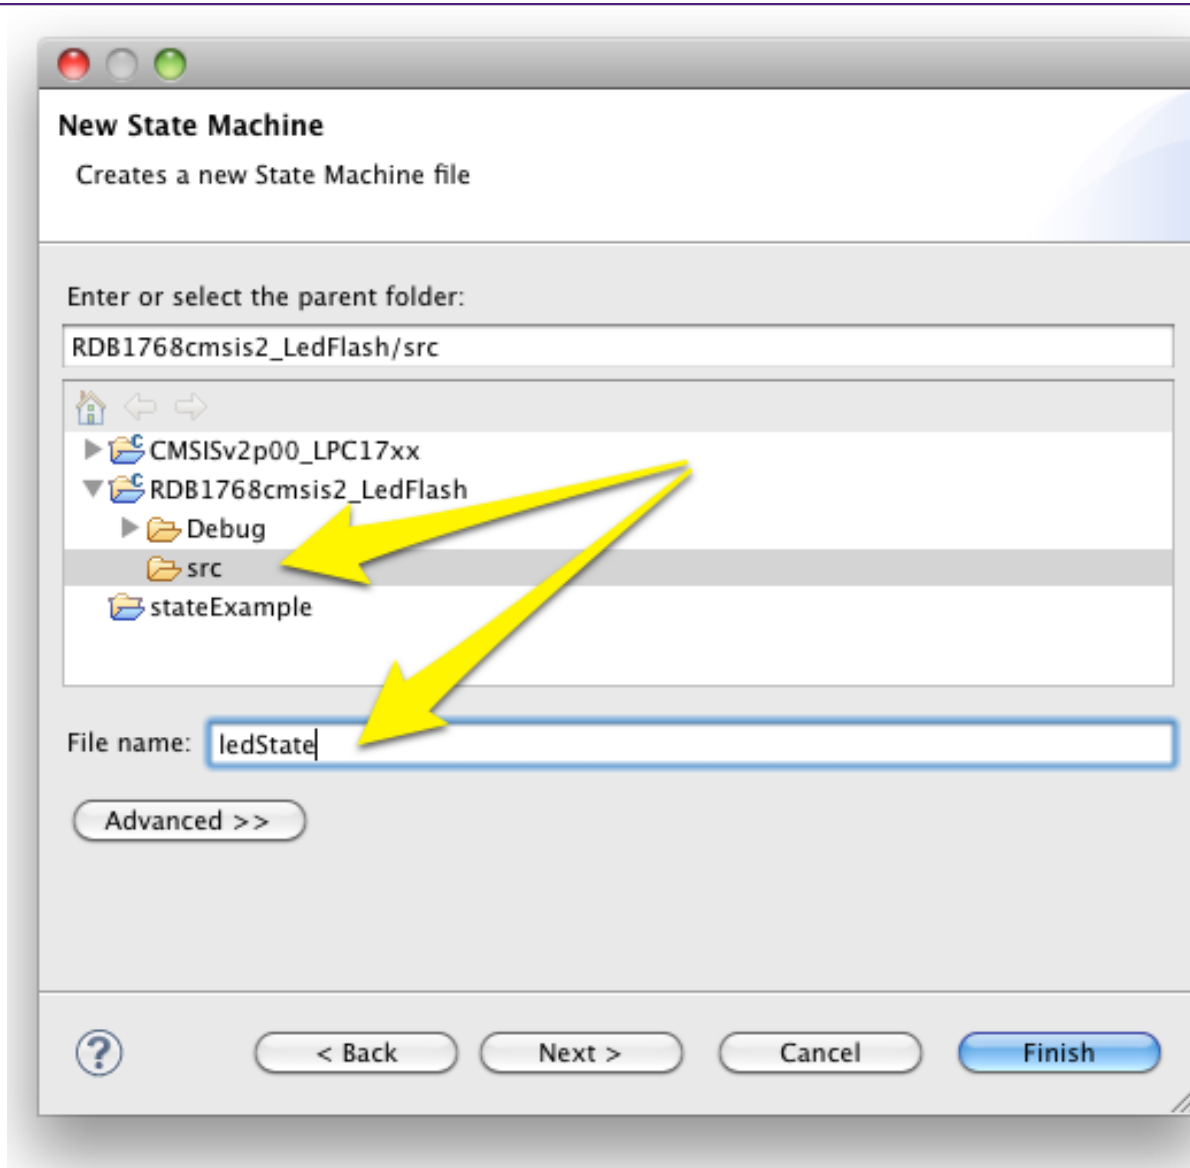 New State Machine
Creates a new State Machine file
Enter or select the parent folder:
RDB1768cmsis2_LedFlash/src
CMSISv2p00_LPC17xx
RDB1768cmsis2_LedFlash
Debug
src
stateExample
File name: ledState
Advanced >>
? < Back Next > Cancel Finish